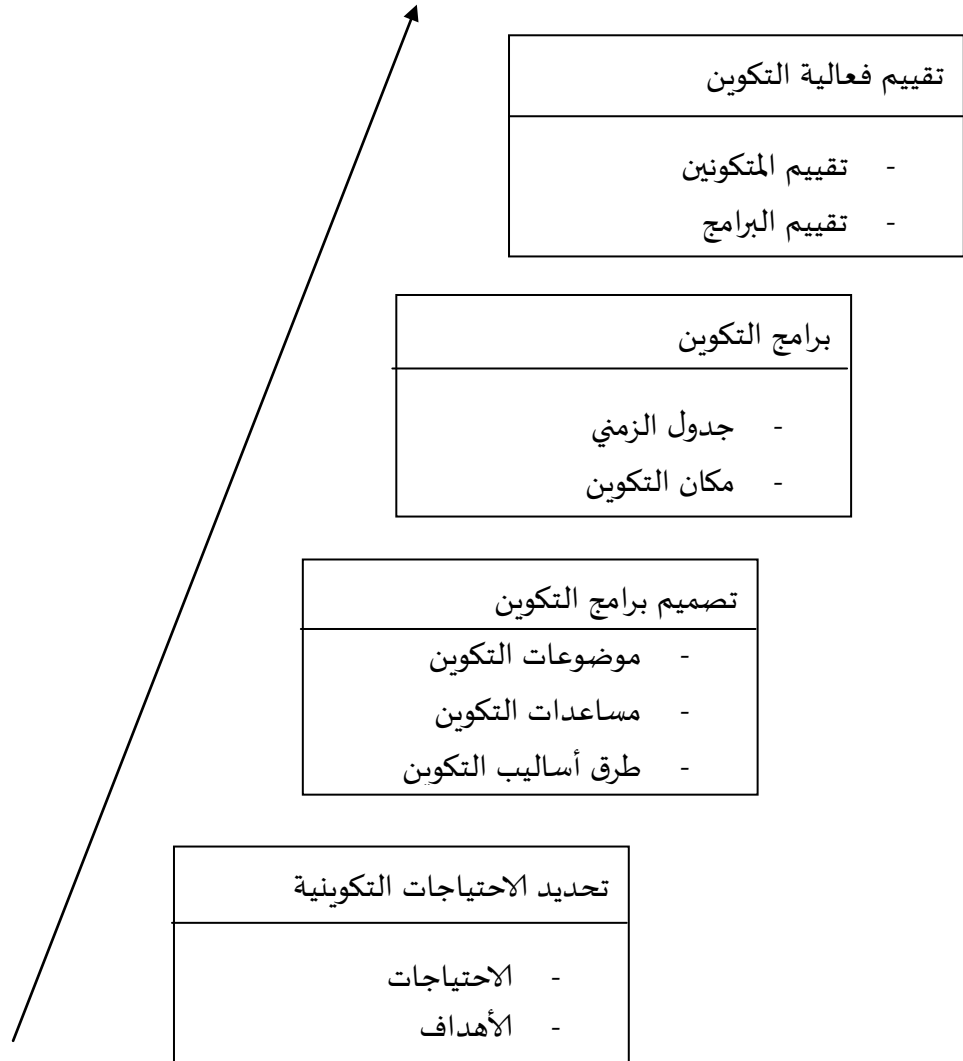 تقييم فعالية التكوين
- تقييم المتكونين
- تقييم البرامج
برامج التكوين
- جدول الزمني
- مكان التكوين
تصميم برامج التكوين
- موضوعات التكوين
- مساعدات التكوين
- طرق أساليب التكوين
تحديد الاحتياجات التكوينية
- الاحتياجات
- الأهداف